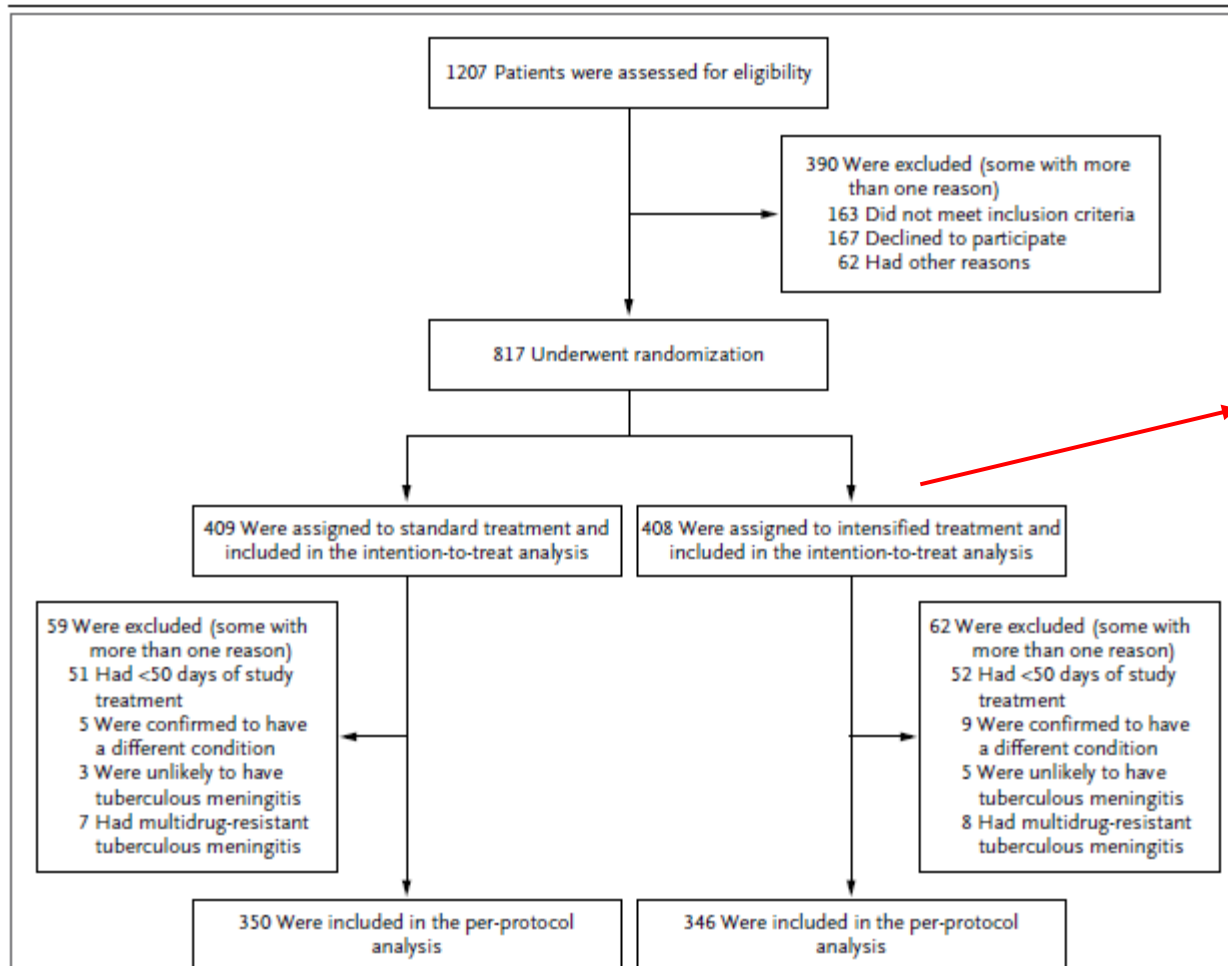 1207 Patients were assessed for eligibility
390 Were excluded (some with more
than one reason)
163 Did not meet inclusion criteria
167 Declined to participate
62 Had other reasons
817 Underwent randomization
409 Were assigned to standard treatment and
included in the intention-to-treat analysis
408 Were assigned to intensified treatment and
included in the intention-to-treat analysis
59 Were excluded (some with
more than one reason)
51 Had <50 days of study
treatment
5 Were confirmed to have
a different condition
3 Were unlikely to have
tuberculous meningitis
7 Had multidrug-resistant
tuberculous meningitis
62 Were excluded (some with
more than one reason)
52 Had <50 days of study
treatment
9 Were confirmed to have
a different condition
5 Were unlikely to have
tuberculous meningitis
8 Had multidrug-resistant
tuberculous meningitis
350 Were included in the per-protocol
analysis
346 Were included in the per-protocol
analysis